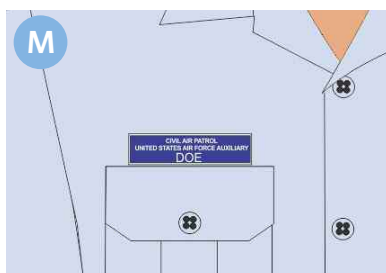 M
CIVIL AIR PATROL
UNITED STATES AIR FORCE AUXILIARY
DOE